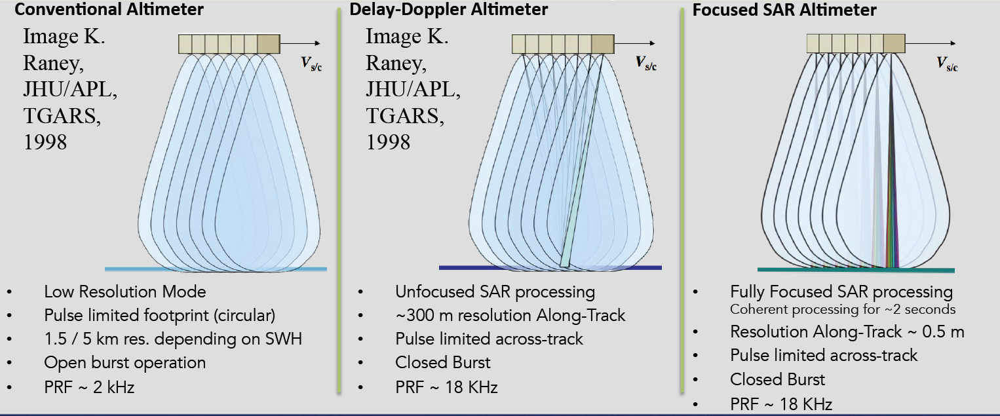 Conventional Altimeter
Image K.
Raney,
JHU/APL,
TGARS,
1998
Vs/c
• Low Resolution Mode
• Pulse limited footprint (circular)
• 1.5 / 5 km res. depending on SWH
• Open burst operation
• PRF ~ 2 kHz
Delay-Doppler Altimeter
Image K.
Raney,
JHU/APL,
TGARS,
1998
Vs/c
• Unfocused SAR processing
• ~300 m resolution Along-Track
• Pulse limited across-track
• Closed Burst
• PRF ~ 18 KHz
Focused SAR Altimeter
Vs/c
• Fully Focused SAR processing
Coherent processing for ~2 seconds
• Resolution Along-Track ~ 0.5 m
• Pulse limited across-track
• Closed Burst
• PRF ~ 18 KHz